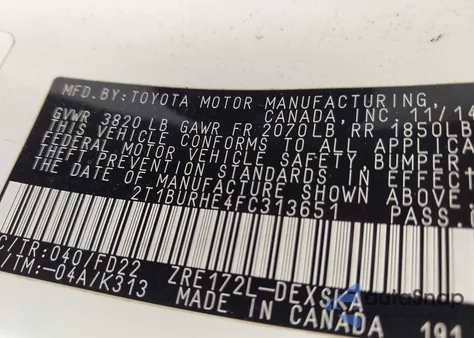 MFD. BY: TOYOTA MOTOR MANUFACTURING,
CANADA, INC. 11/14
GVWR 3820 LB GAWR FR 2070LB RR 1850LB
THIS VEHICLE CONFORMS TO ALL APPLICA
FEDERAL MOTOR VEHICLE SAFETY, BUMPER
THEFT PREVENTION STANDARDS IN EFFECT
THE DATE OF MANUFACTURE SHOWN ABOVE
2T1BURHE4FC313651 PASS.
C/TR:040/FD22
/TM:-04A/K313 ZRE172L-DEXSKA
MADE IN CANADA 191
AutoSnap